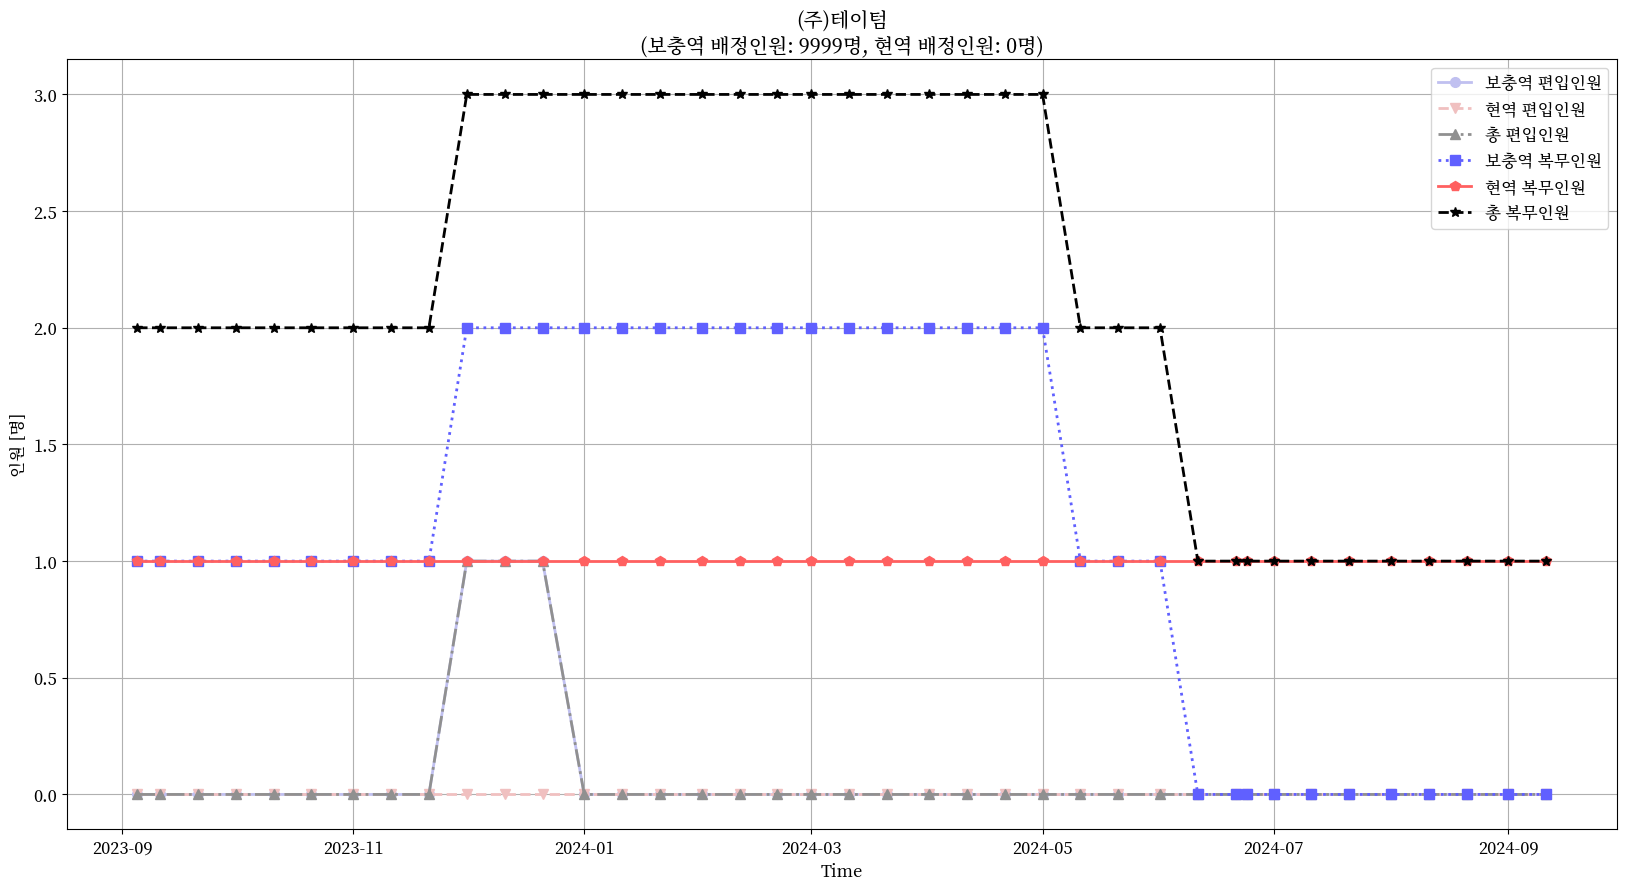 (주)테이텀
(보충역 배정인원: 9999명, 현역 배정인원: 0명)
보충역 편입인원
현역 편입인원
총 편입인원
보충역 복무인원
현역 복무인원
총 복무인원
인원 [명]
3.0
2.5
2.0
1.5
1.0
0.5
0.0
2023-09
2023-11
2024-01
2024-03
2024-05
2024-07
2024-09
Time